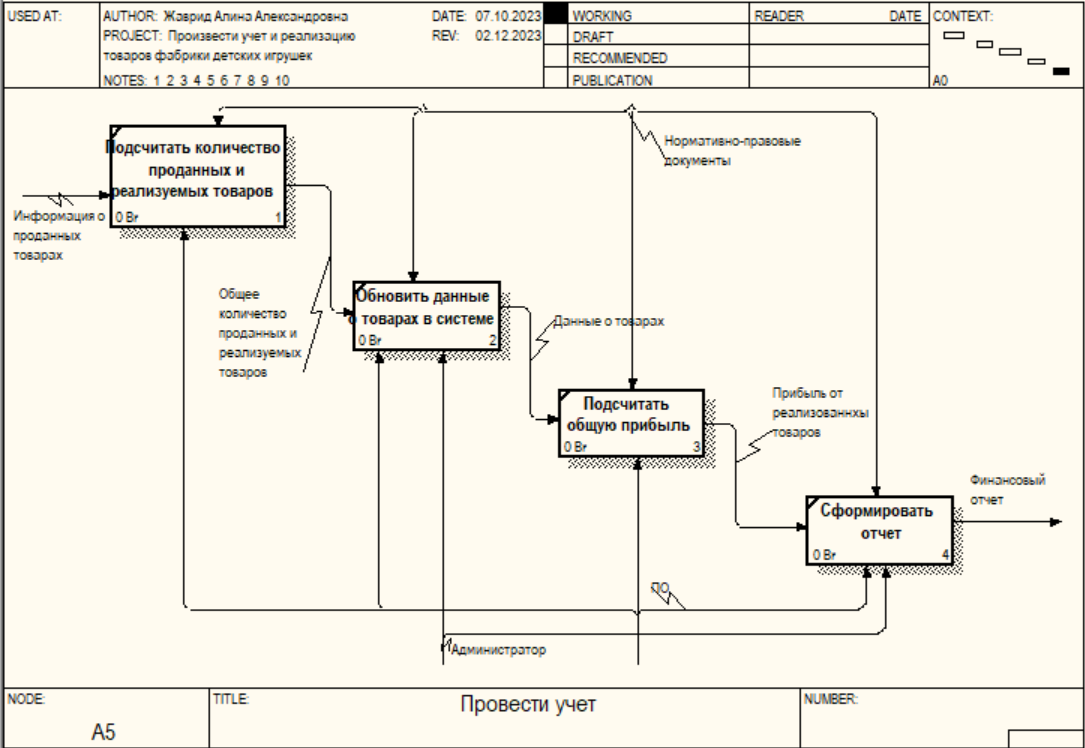 USED AT:
AUTHOR: Жаврид Алина Александровна
DATE: 07.10.2023
PROJECT: Произвести учет и реализацию
товаров фабрики детских игрушек
REV: 02.12.2023
NOTES: 1 2 3 4 5 6 7 8 9 10
WORKING
DRAFT
RECOMMENDED
PUBLICATION
READER
DATE
CONTEXT:
A0
Подсчитать количество
проданных и
реализуемых товаров
0 Br
1
Нормативно-правовые
документы
Информация о
проданных
товарах
Общее
количество
проданных и
реализуемых
товаров
Обновить данные
о товарах в системе
0 Br
2
Данные о товарах
Подсчитать
общую прибыль
0 Br
3
Прибыль от
реализованнхы
товаров
Сформировать
отчет
0 Br
4
Финансовый
отчет
ПО
Администратор
NODE:
A5
TITLE:
Провести учет
NUMBER: